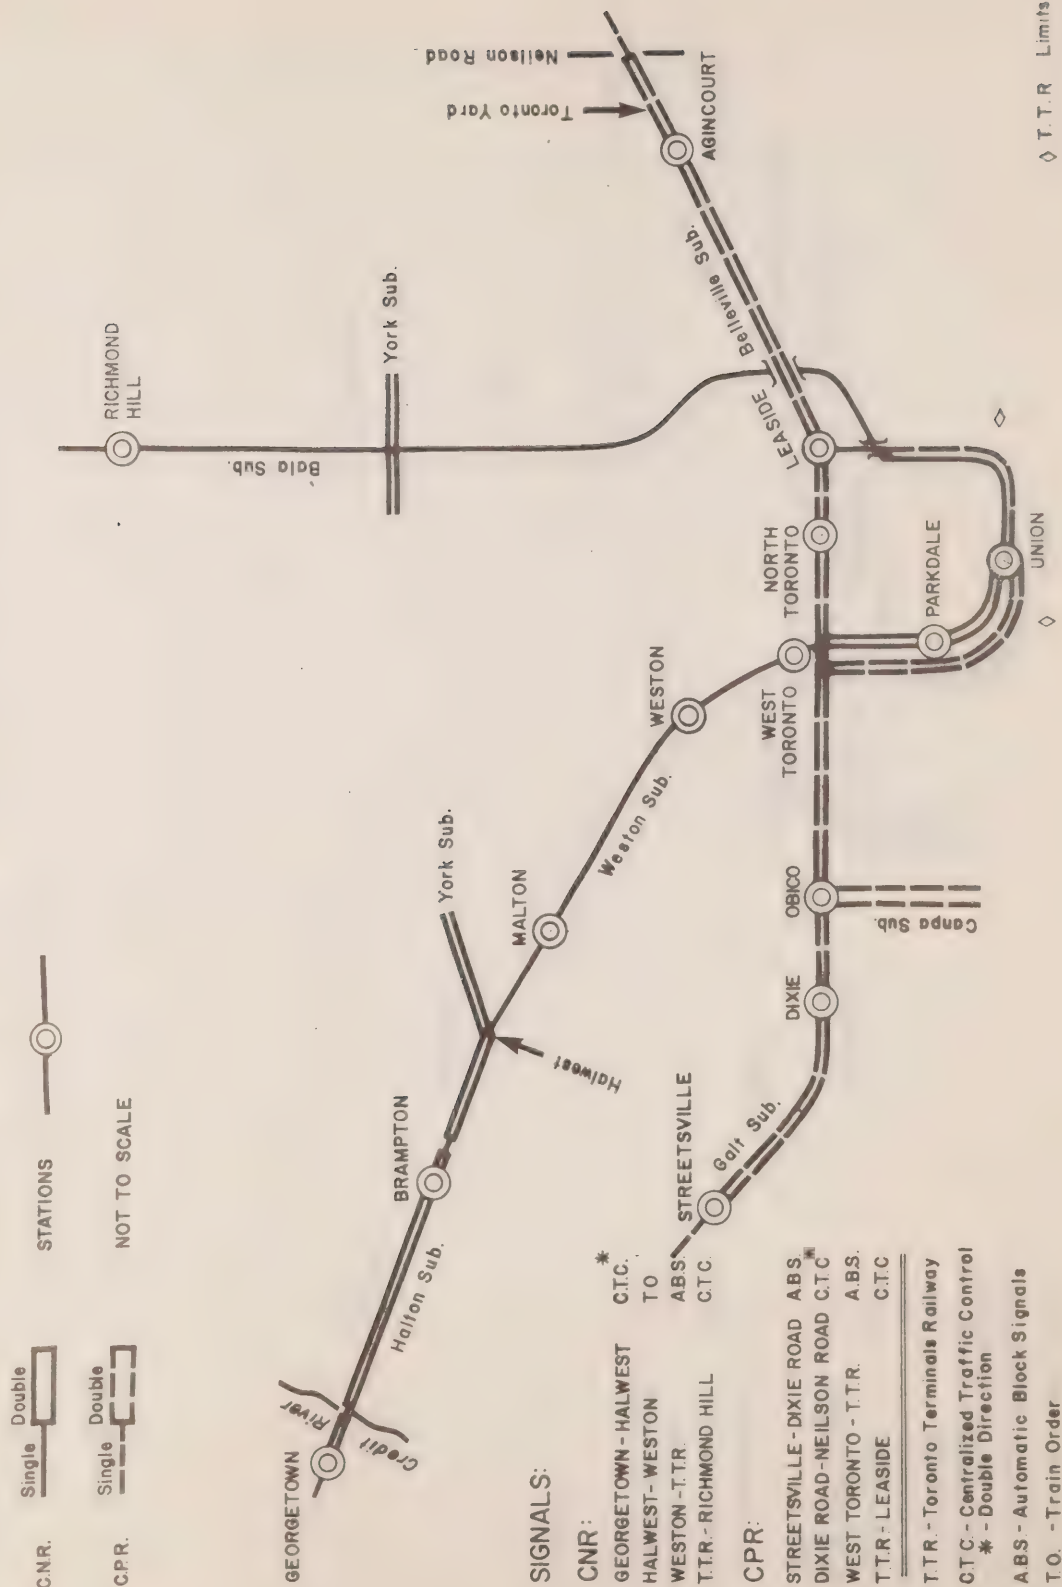 C.N.R.
Single Double
STATIONS
C.P.R.
Single Double
NOT TO SCALE
GEORGETOWN
Credit River
Halton Sub.
BRAMPTON
Halwest
York Sub.
MALTON
Weston Sub.
WESTON
WEST TORONTO
NORTH TORONTO
RICHMOND HILL
Bala Sub.
York Sub.
Neilson Road
Toronto Yard
AGINCOURT
Belleville Sub.
LEASIDE
PARKDALE
UNION
STREETSVILLE
Galt Sub.
DIXIE
OBICO
Canpa Sub.
SIGNALS:
CNR:
GEORGETOWN-HALWEST C.T.C.*
HALWEST-WESTON TO
WESTON-T.T.R. A.B.S.
T.T.R.-RICHMOND HILL C.T.C.
CPR:
STREETSVILLE-DIXIE ROAD A.B.S.
DIXIE ROAD-NEILSON ROAD C.T.C*
WEST TORONTO-T.T.R. A.B.S.
T.T.R-LEASIDE C.T.C
T.T.R.-Toronto Terminals Railway
C.T.C-Centralized Traffic Control
*-Double Direction
A.B.S-Automatic Block Signals
T.O.-Train Order
◊ T.T.R Limits